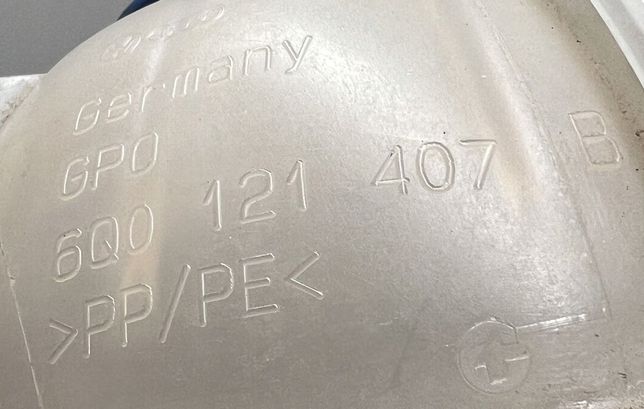 Germany
GPO
6Q0 121 407 B
>PP/PE<